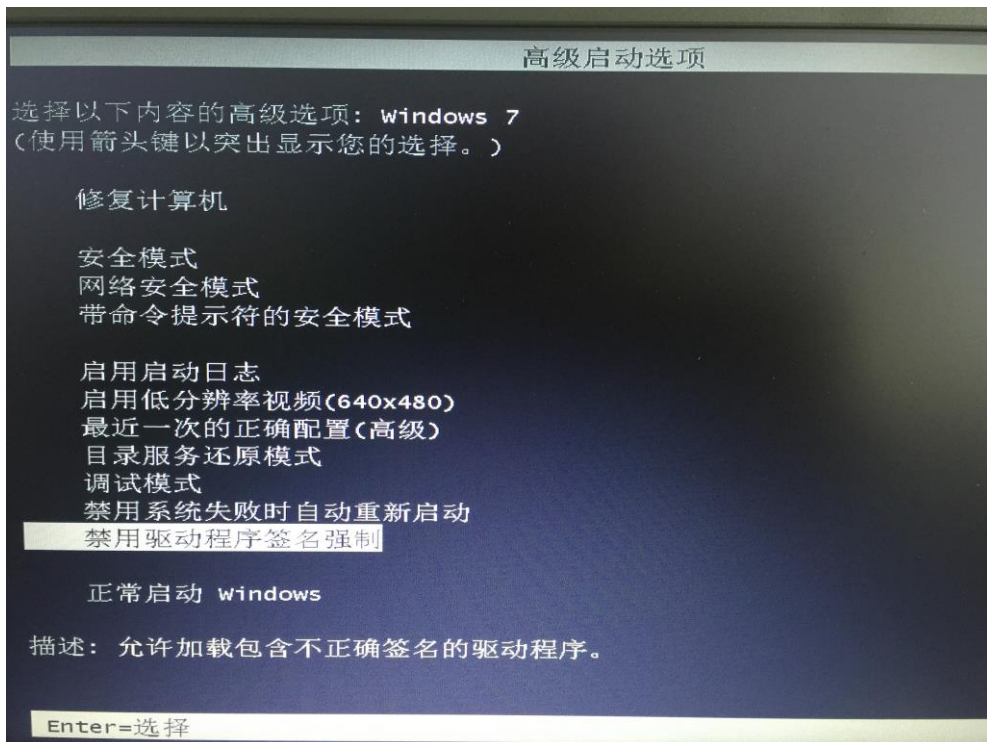 高级启动选项
选择以下内容的高级选项: Windows 7
(使用箭头键以突出显示您的选择。)
修复计算机
安全模式
网络安全模式
带命令提示符的安全模式
启用启动日志
启用低分辨率视频(640x480)
最近一次的正确配置(高级)
目录服务还原模式
调试模式
禁用系统失败时自动重新启动
禁用驱动程序签名强制
正常启动 Windows
描述: 允许加载包含不正确签名的驱动程序。
Enter=选择